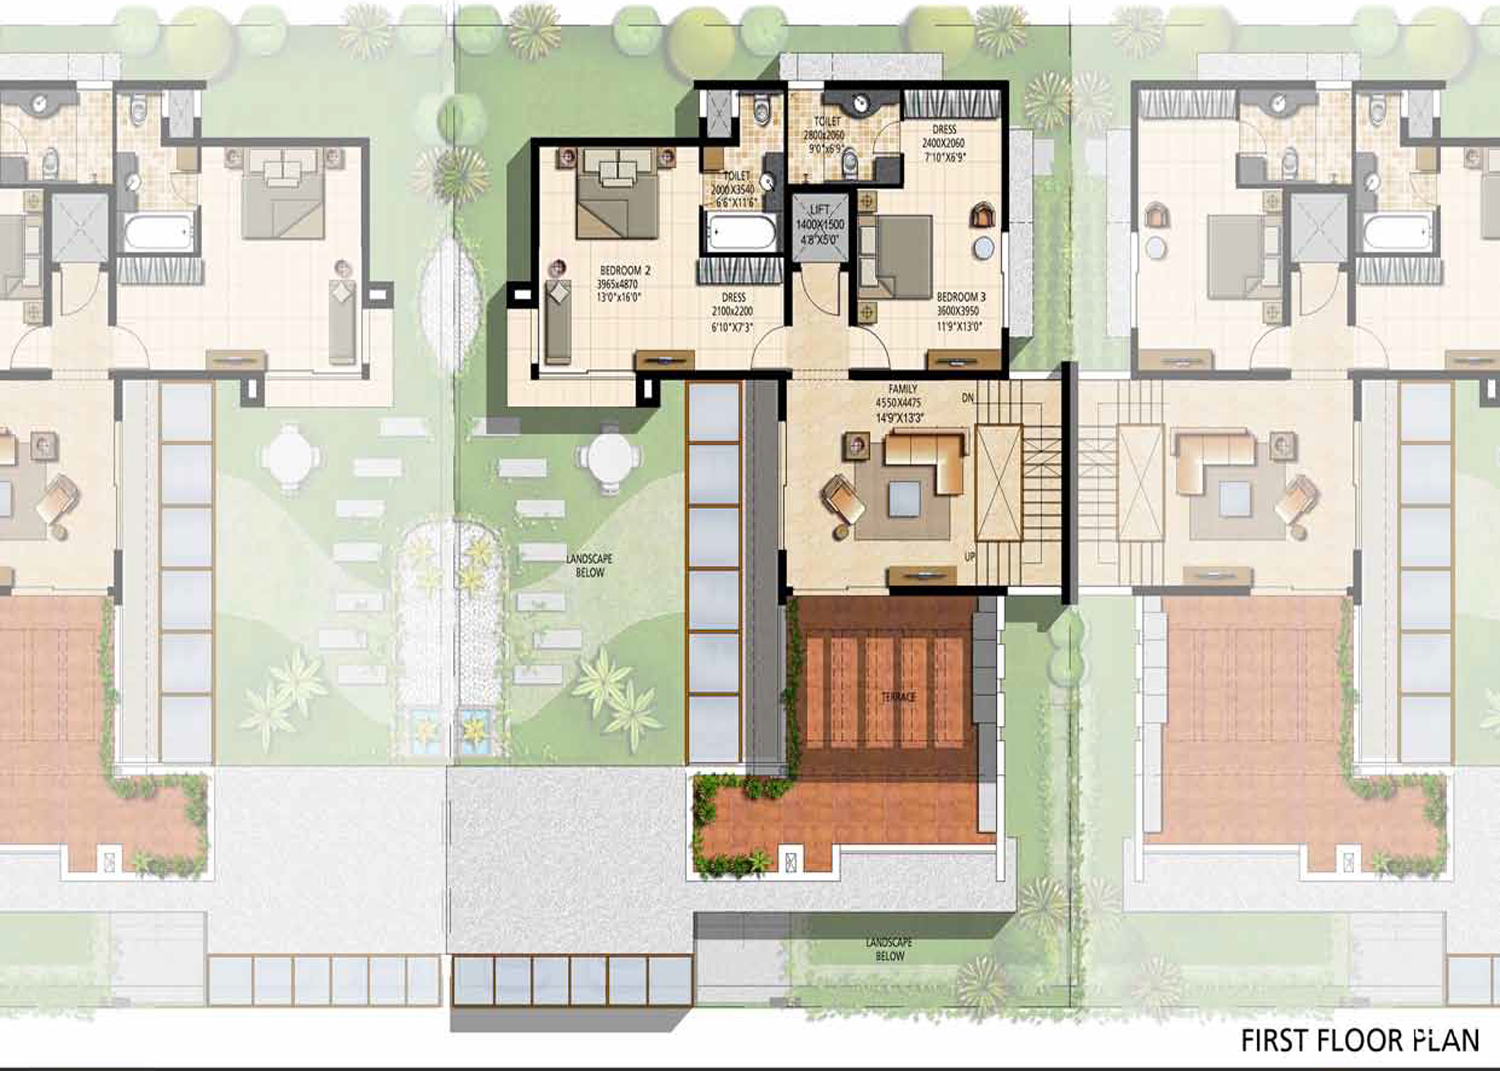 TOILET
2800x2060
9'0"x6'9"
DRESS
2400X2060
7'10"X6'9"
TOILET
2000X3540
6'6"X11'6"
LIFT
1400X1500
4'8"X5'0"
BEDROOM 2
3965x4870
13'0"x16'0"
DRESS
2100x2200
6'10"X7'3"
BEDROOM 3
3600X3950
11'9"X13'0"
FAMILY
4550X4475
14'9"X13'3"
DN
UP
LANDSCAPE
BELOW
TERRACE
LANDSCAPE
BELOW
FIRST FLOOR PLAN